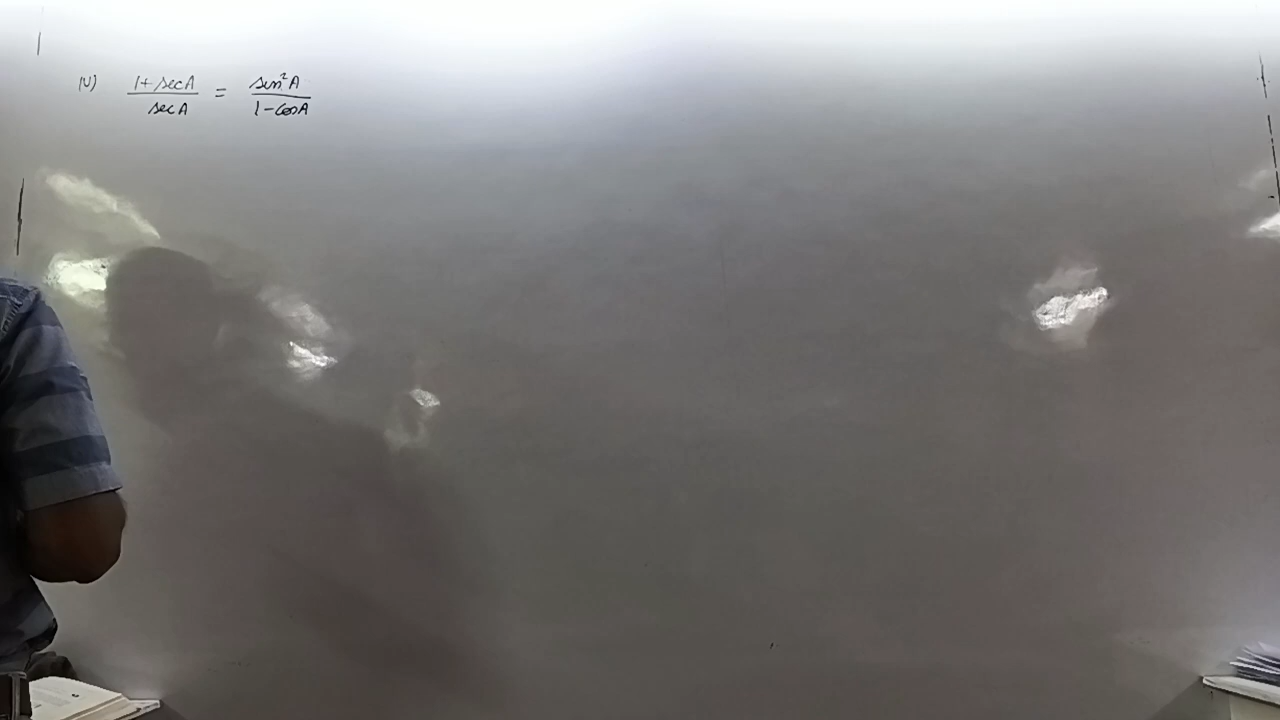 (V) 1+secA/secA = sin²A/1-cosA